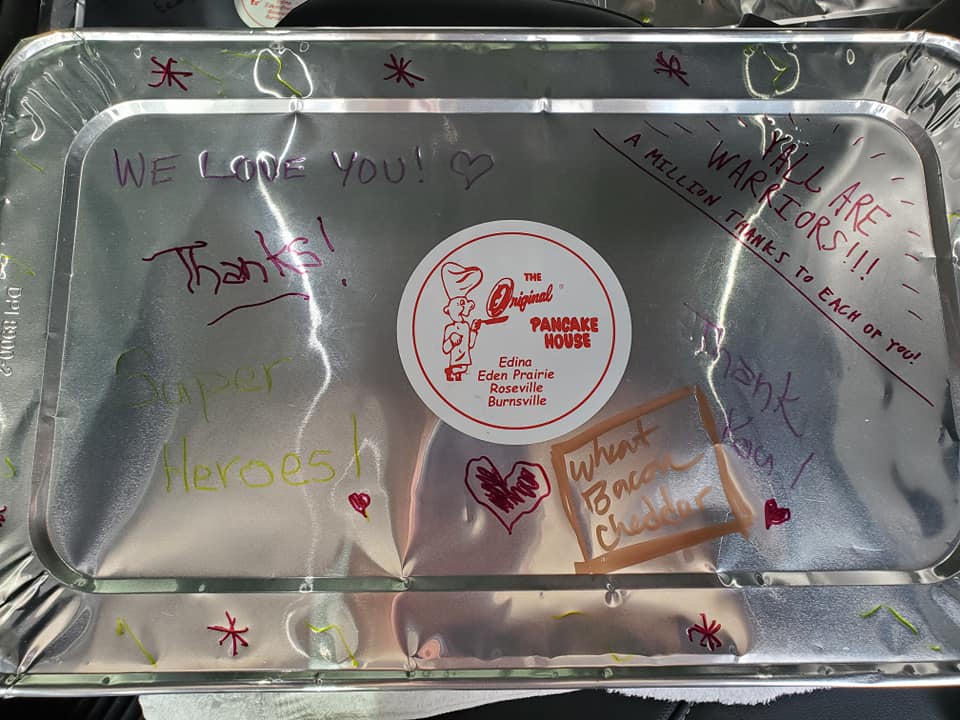 WE LOVE YOU!
Thanks!
Super
Heroes!
Y'ALL ARE
WARRIORS!!!
A MILLION THANKS TO EACH OF YOU!
THE
Original
PANCAKE
HOUSE
Edina
Eden Prairie
Roseville
Burnsville
Thank
You!
Wheat
Bacon
Chedder